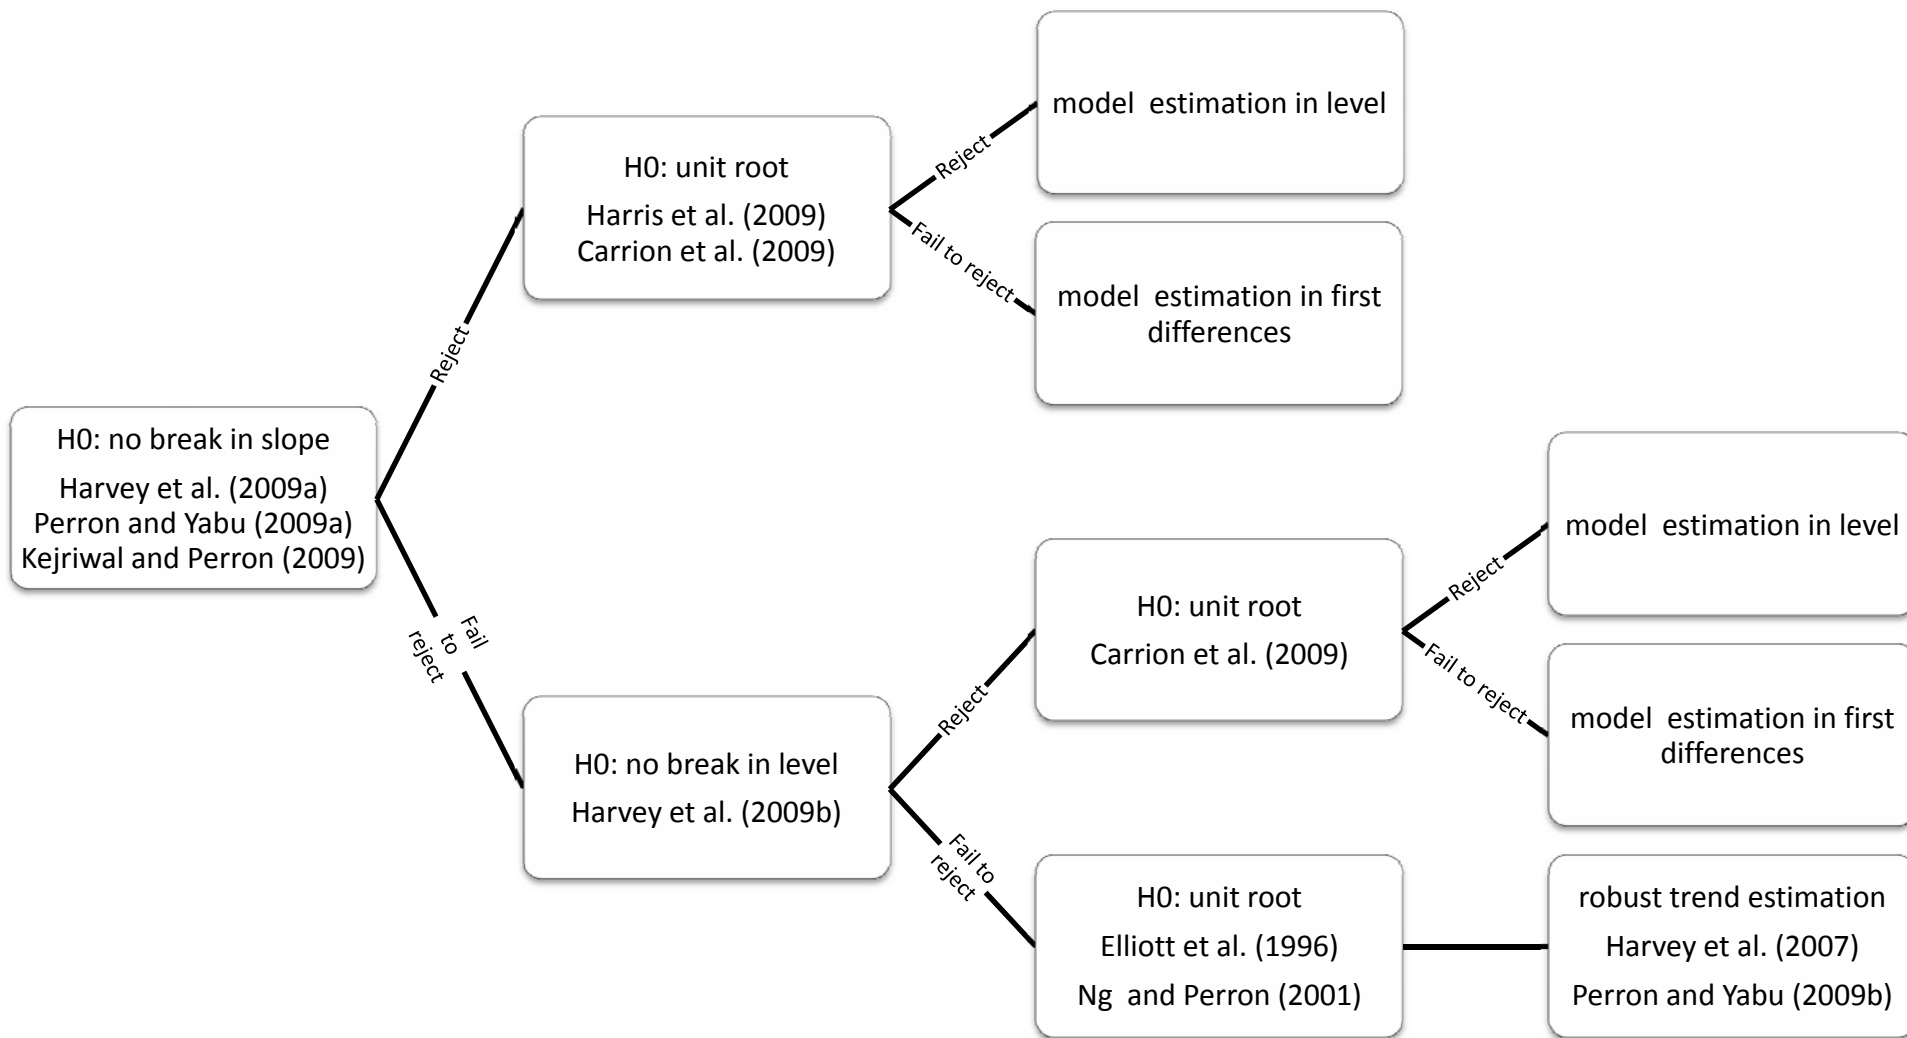 H0: no break in slope
Harvey et al. (2009a)
Perron and Yabu (2009a)
Kejriwal and Perron (2009)
Reject
Fail
to
reject
H0: unit root
Harris et al. (2009)
Carrion et al. (2009)
Reject
Fail to reject
model estimation in level
model estimation in first
differences
H0: no break in level
Harvey et al. (2009b)
Reject
Fail to
reject
H0: unit root
Carrion et al. (2009)
Reject
Fail to reject
model estimation in level
model estimation in first
differences
H0: unit root
Elliott et al. (1996)
Ng and Perron (2001)
robust trend estimation
Harvey et al. (2007)
Perron and Yabu (2009b)